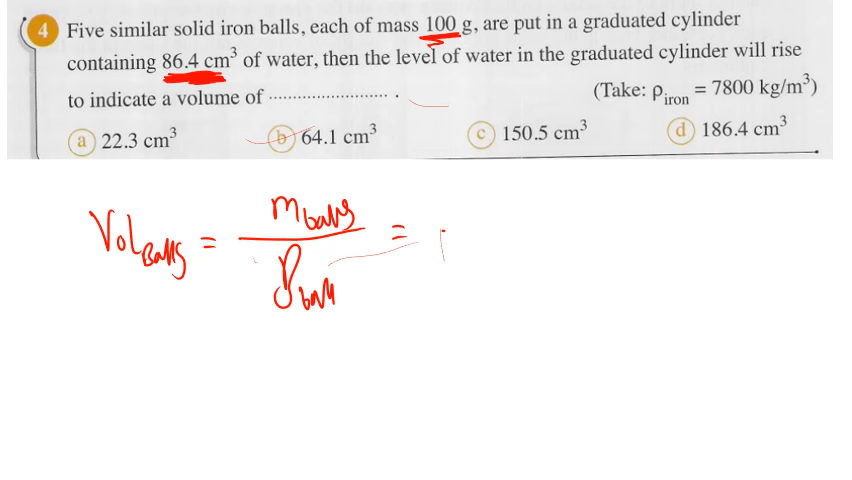 4 Five similar solid iron balls, each of mass 100 g, are put in a graduated cylinder
containing 86.4 cm³ of water, then the level of water in the graduated cylinder will rise
to indicate a volume of .......................... .
(Take: ρiron = 7800 kg/m³)
a 22.3 cm³ b 64.1 cm³ c 150.5 cm³ d 186.4 cm³
VolBalls = mballs / ρball =